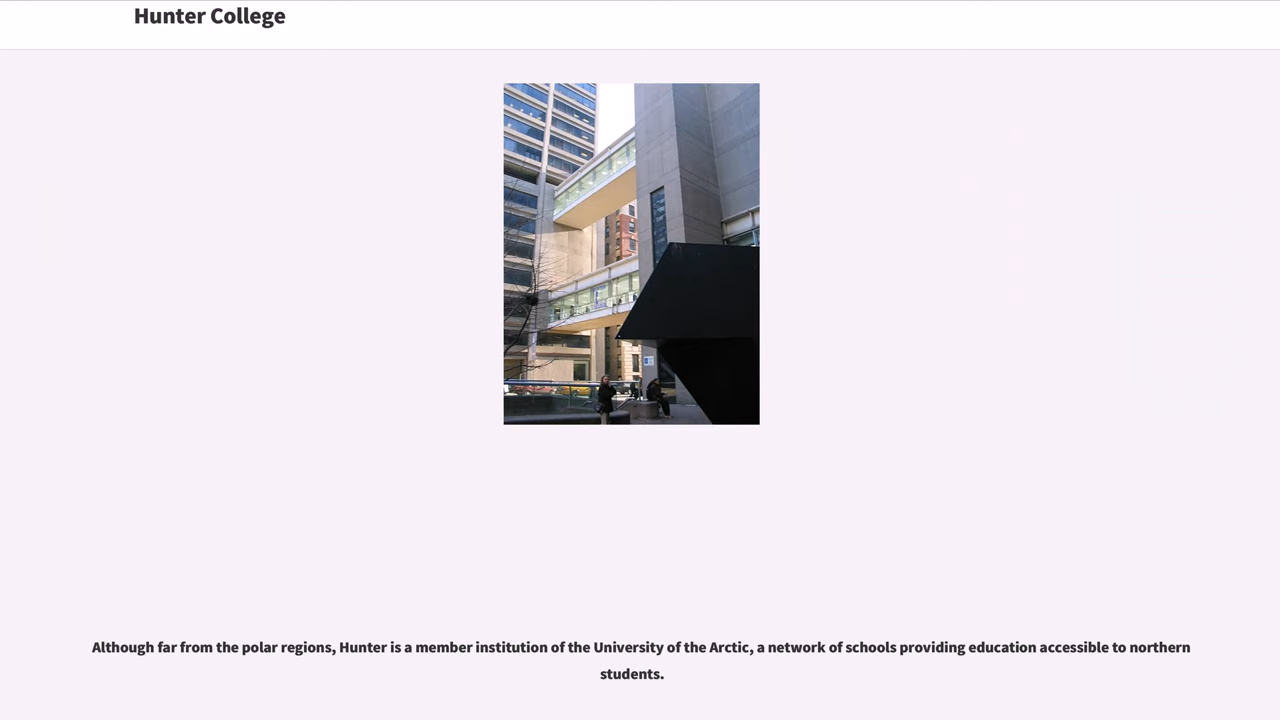 Hunter College
Although far from the polar regions, Hunter is a member institution of the University of the Arctic, a network of schools providing education accessible to northern
students.